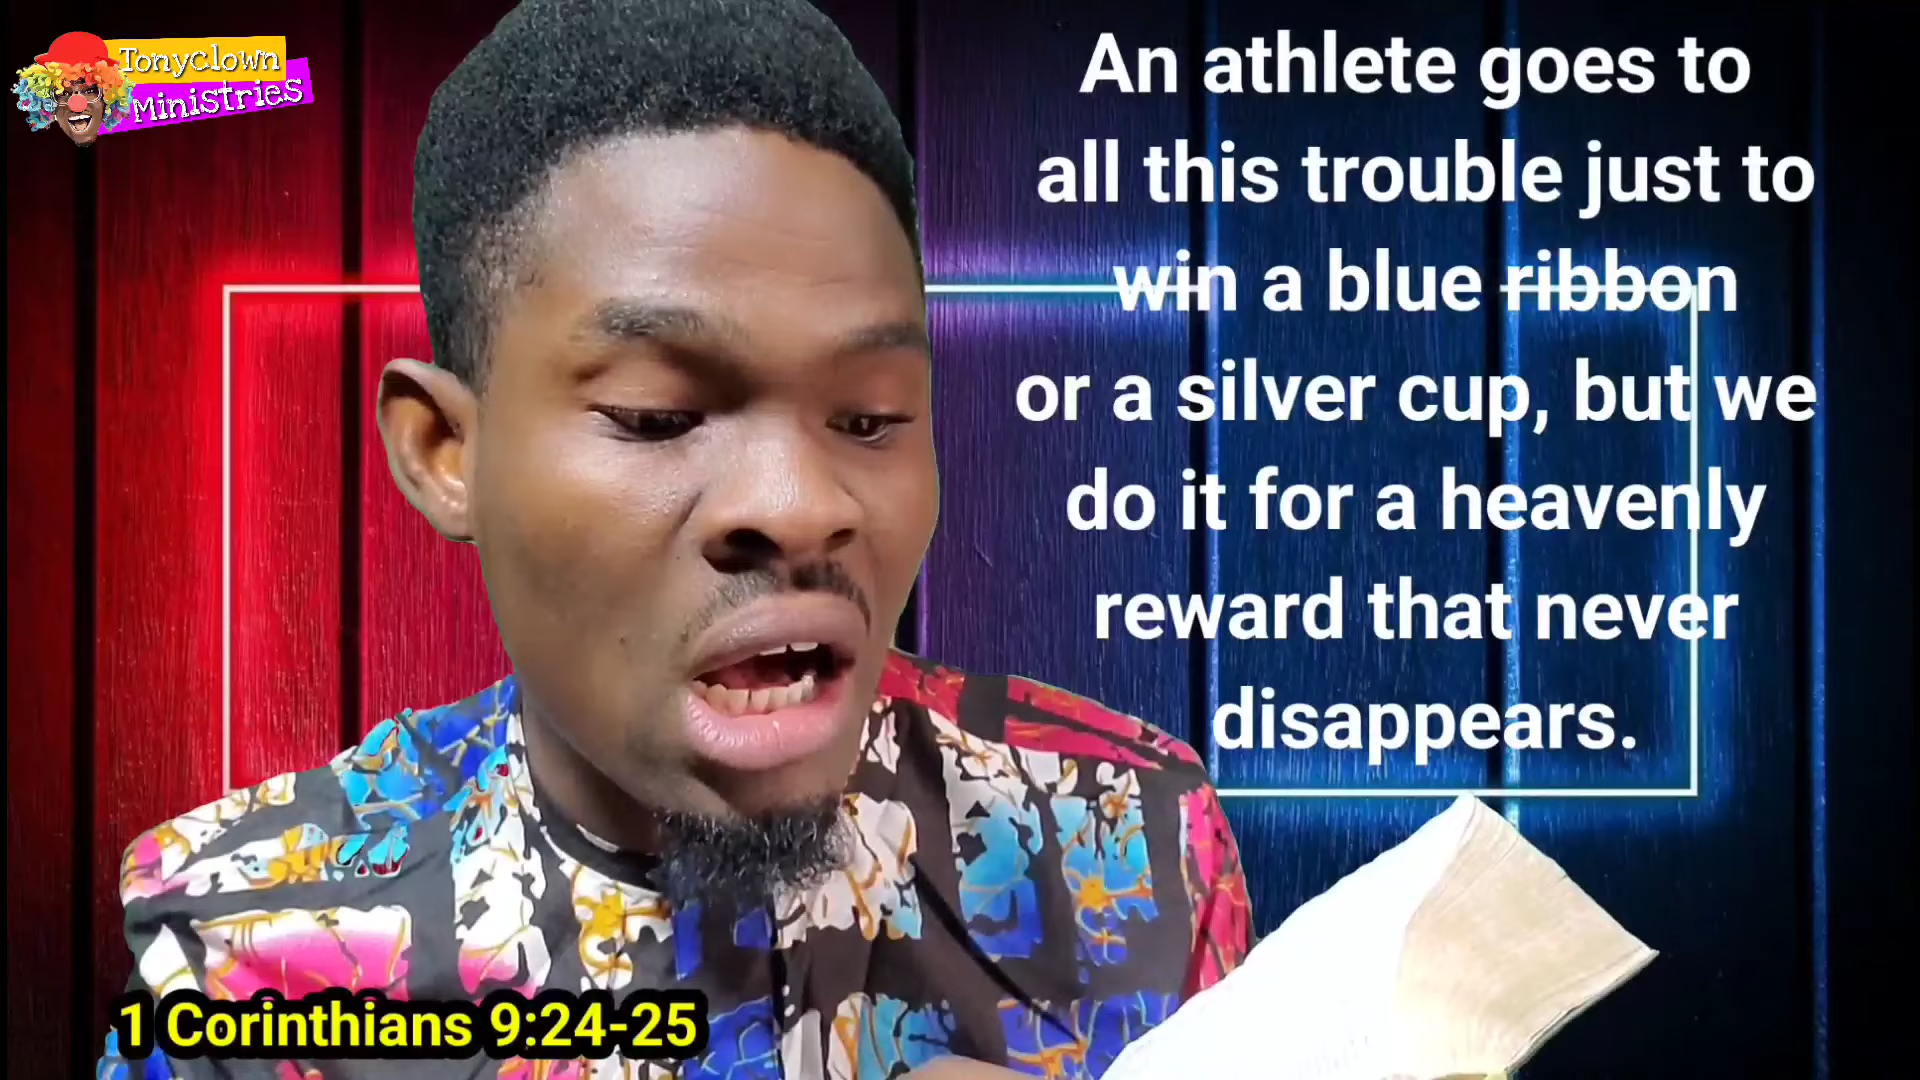 Tonyclown
Ministries
An athlete goes to
all this trouble just to
win a blue ribbon
or a silver cup, but we
do it for a heavenly
reward that never
disappears.
1 Corinthians 9:24-25